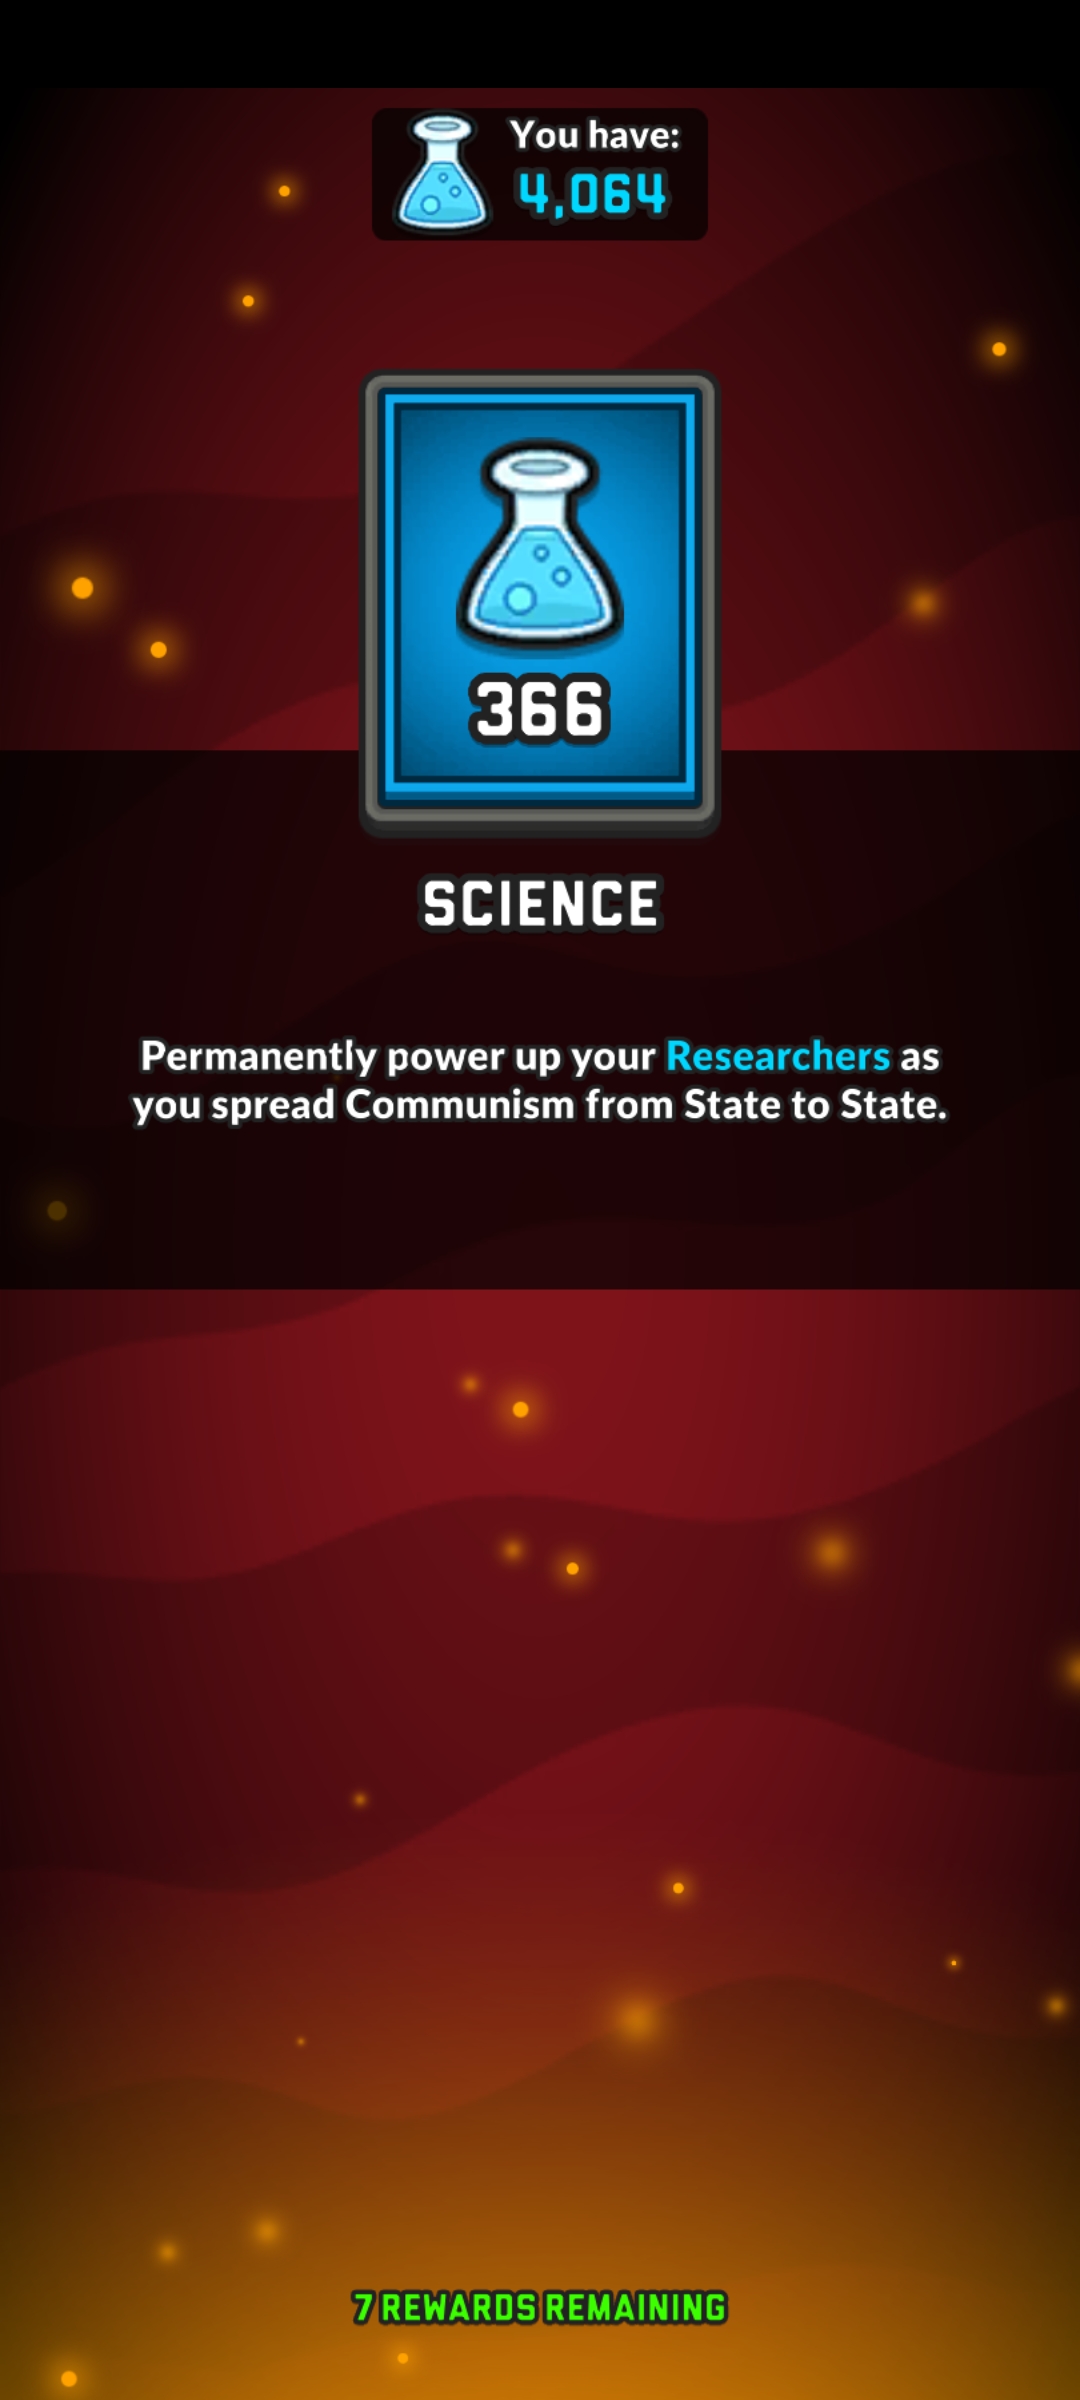 You have:
4,064
366
SCIENCE
Permanently power up your Researchers as
you spread Communism from State to State.
7 REWARDS REMAINING